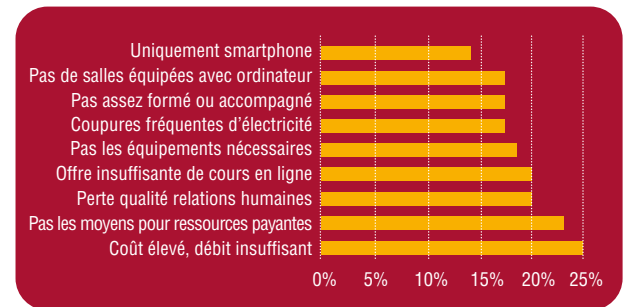 Uniquement smartphone
Pas de salles équipées avec ordinateur
Pas assez formé ou accompagné
Coupures fréquentes d'électricité
Pas les équipements nécessaires
Offre insuffisante de cours en ligne
Perte qualité relations humaines
Pas les moyens pour ressources payantes
Coût élevé, débit insuffisant
0% 5% 10% 15% 20% 25%